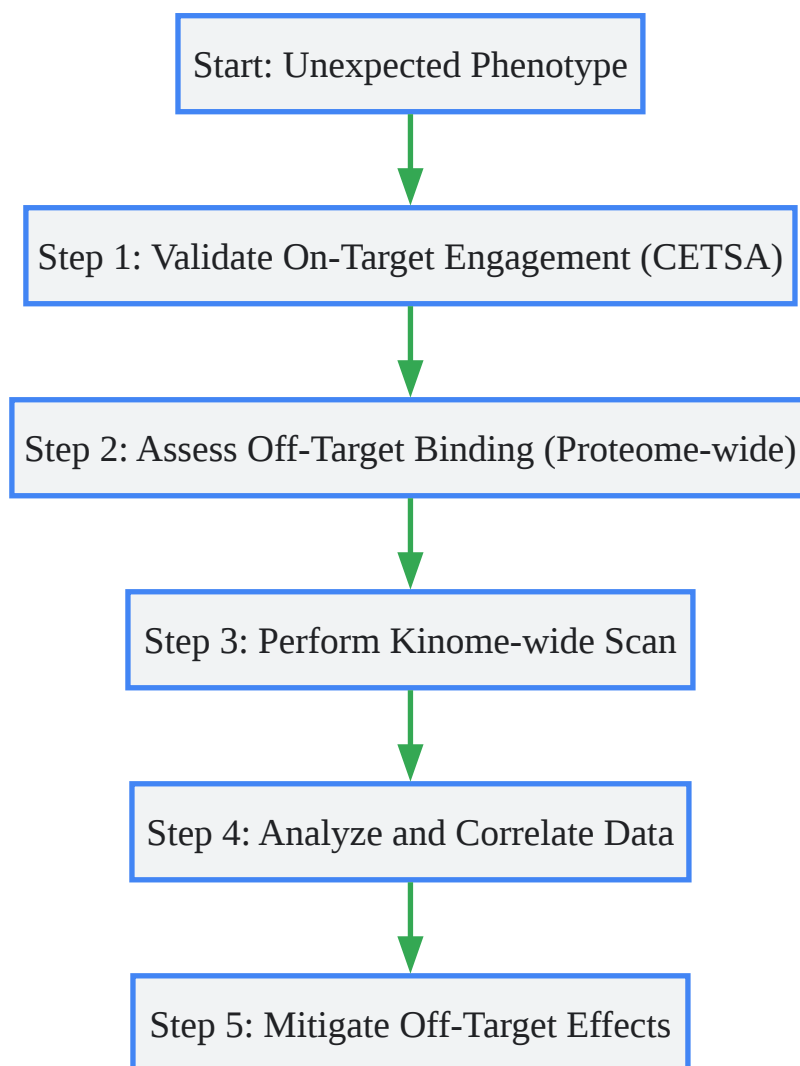 Start: Unexpected Phenotype
Step 1: Validate On-Target Engagement (CETSA)
Step 2: Assess Off-Target Binding (Proteome-wide)
Step 3: Perform Kinome-wide Scan
Step 4: Analyze and Correlate Data
Step 5: Mitigate Off-Target Effects